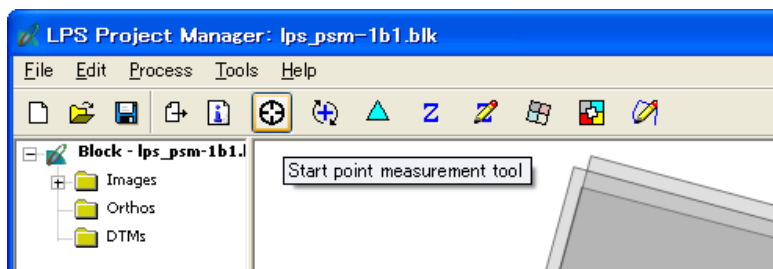 LPS Project Manager: lps_psm-1b1.blk
File Edit Process Tools Help
Z Z
Block - lps_psm-1b1.l
Start point measurement tool
Images
Orthos
DTMs